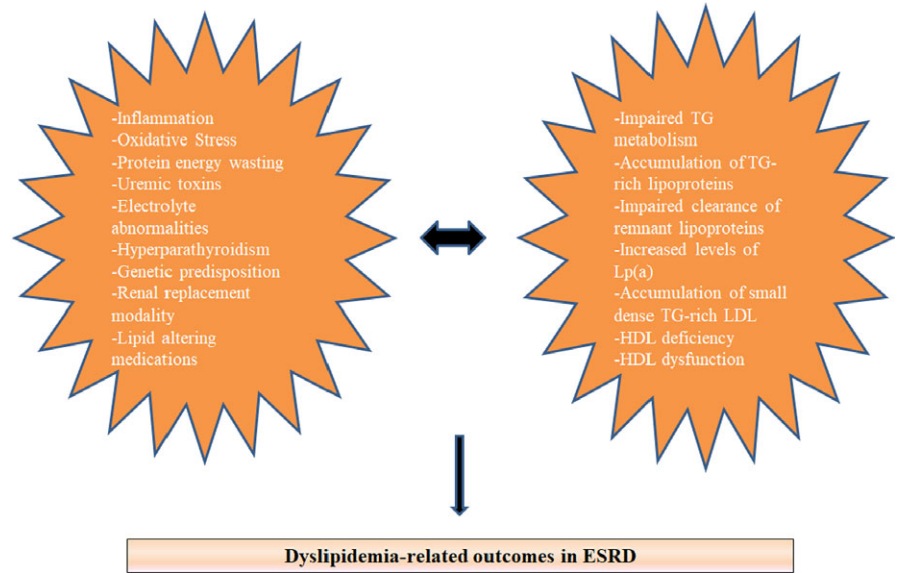 -Inflammation
-Oxidative Stress
-Protein energy wasting
-Uremic toxins
-Electrolyte
abnormalities
-Hyperparathyroidism
-Genetic predisposition
-Renal replacement
modality
-Lipid altering
medications
-Impaired TG
metabolism
-Accumulation of TG-
rich lipoproteins
-Impaired clearance of
remnant lipoproteins
-Increased levels of
Lp(a)
-Accumulation of small
dense TG-rich LDL
-HDL deficiency
-HDL dysfunction
Dyslipidemia-related outcomes in ESRD